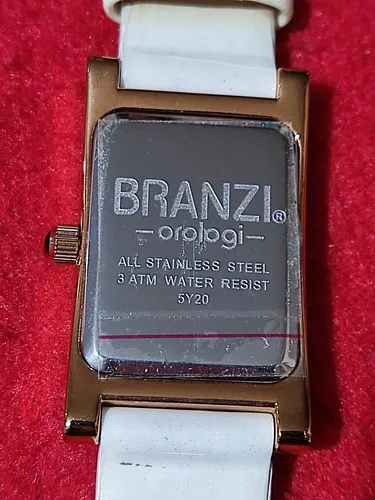 BRANZI®
orologi
ALL STAINLESS STEEL
3 ATM WATER RESIST
5Y20